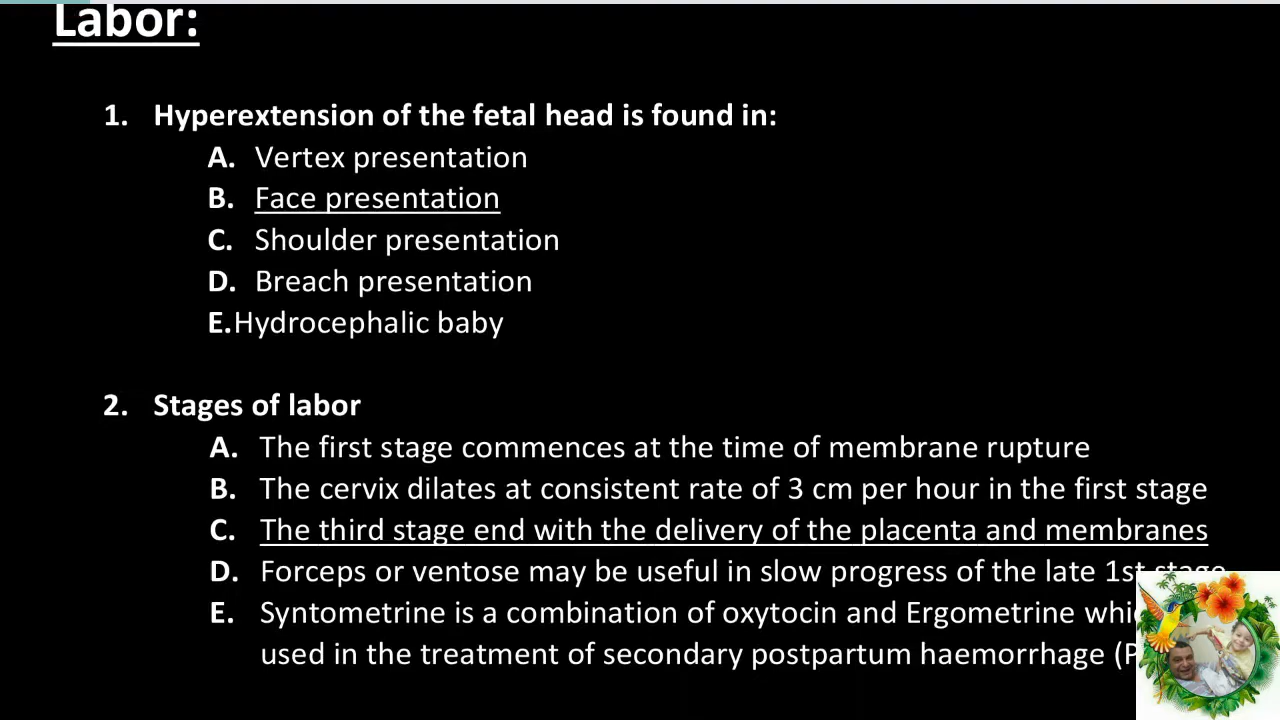 Labor:
1. Hyperextension of the fetal head is found in:
A. Vertex presentation
B. Face presentation
C. Shoulder presentation
D. Breach presentation
E.Hydrocephalic baby
2. Stages of labor
A. The first stage commences at the time of membrane rupture
B. The cervix dilates at consistent rate of 3 cm per hour in the first stage
C. The third stage end with the delivery of the placenta and membranes
D. Forceps or ventose may be useful in slow progress of the late 1st stage
E. Syntometrine is a combination of oxytocin and Ergometrine
used in the treatment of secondary postpartum haemorrhage